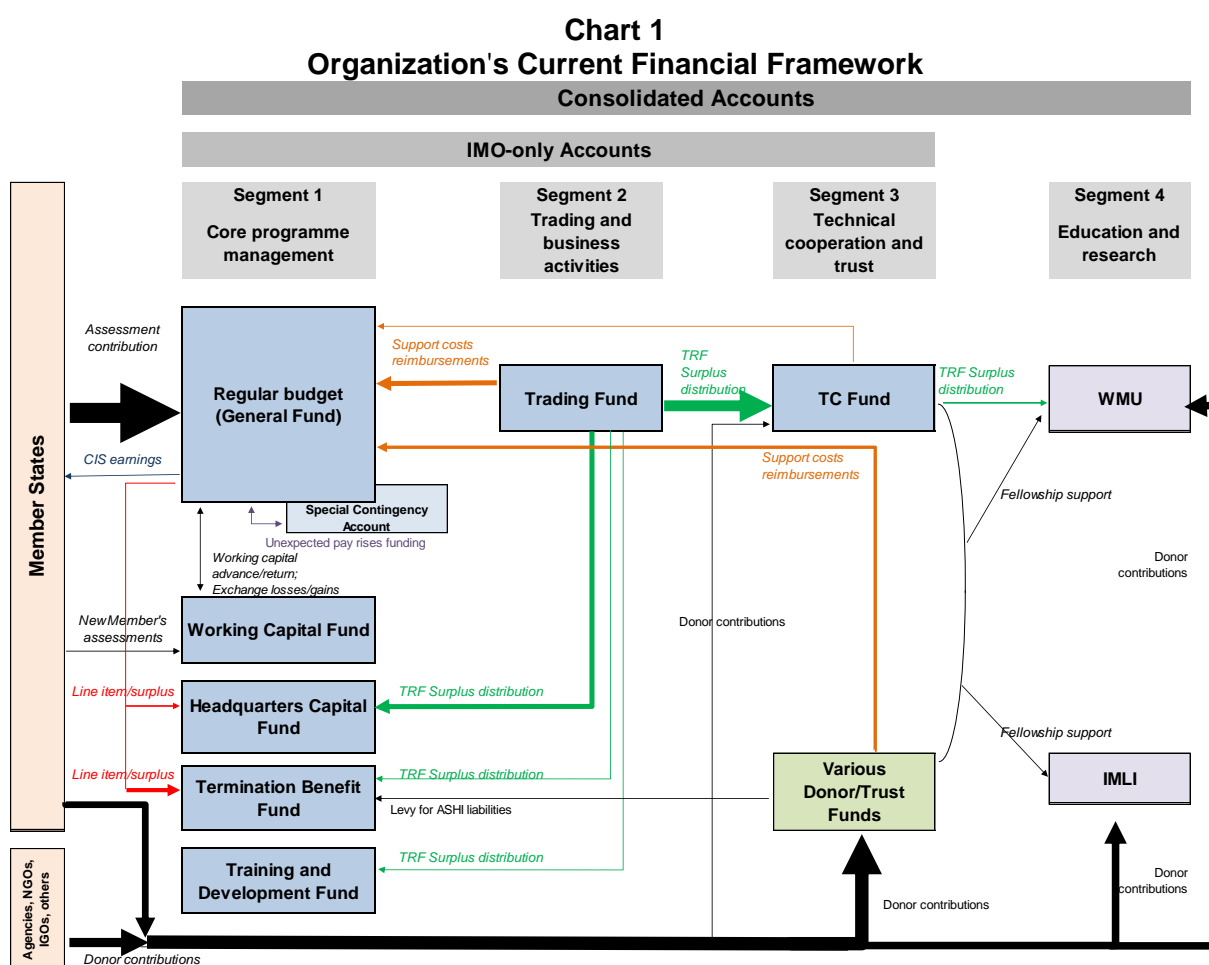 Chart 1
Organization's Current Financial Framework
Consolidated Accounts
IMO-only Accounts
Segment 1
Core programme
management
Segment 2
Trading and
business
activities
Segment 3
Technical
cooperation and
trust
Segment 4
Education and
research
Member States
Assessment
contribution
Regular budget
(General Fund)
Support costs
reimbursements
Trading Fund
TRF
Surplus
distribution
TC Fund
TRF Surplus
distribution
WMU
CIS earnings
Support costs
reimbursements
Special Contingency
Account
Unexpected pay rises funding
Fellowship support
Working capital
advance/return;
Exchange losses/gains
Donor
contributions
New Member's
assessments
Working Capital Fund
Donor contributions
Line item/surplus
Headquarters Capital
Fund
TRF Surplus distribution
Fellowship support
Line item/surplus
Termination Benefit
Fund
TRF Surplus distribution
Levy for ASHI liabilities
Various
Donor/Trust
Funds
IMLI
Training and
Development Fund
TRF Surplus distribution
Agencies, NGOs,
IGOs, others
Donor contributions
Donor
contributions
Donor contributions